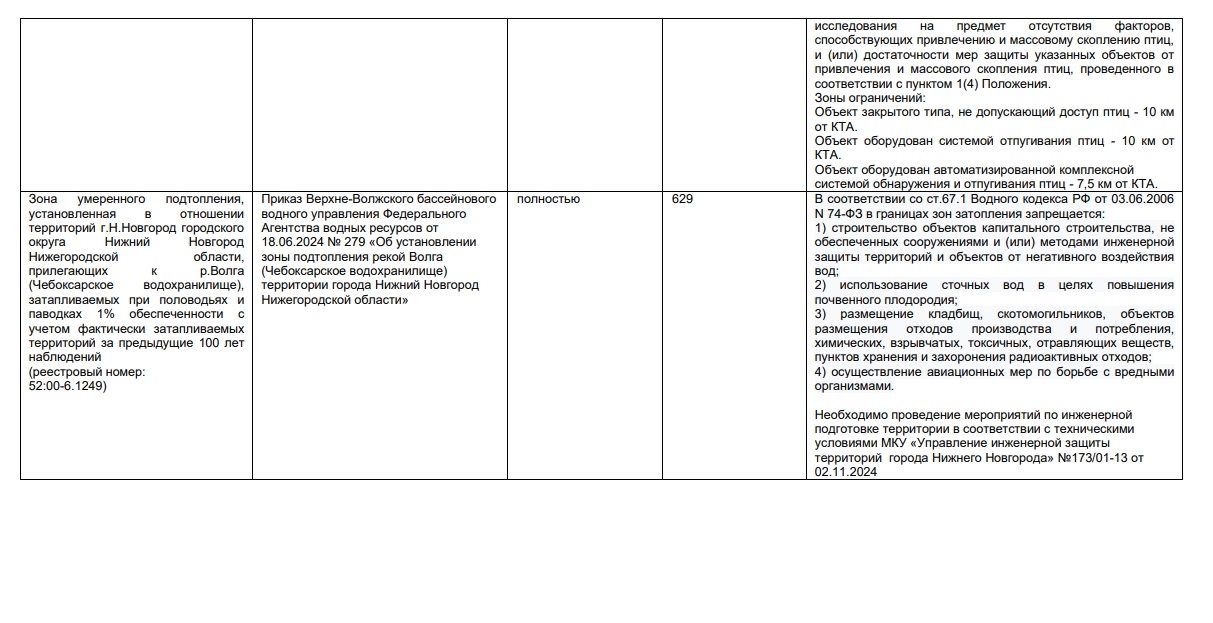 исследования на предмет отсутствия факторов,
способствующих привлечению и массовому скоплению птиц,
и (или) достаточности мер защиты указанных объектов от
привлечения и массового скопления птиц, проведенного в
соответствии с пунктом 1(4) Положения.
Зоны ограничений:
Объект закрытого типа, не допускающий доступ птиц - 10 км
от КТА.
Объект оборудован системой отпугивания птиц - 10 км от
КТА.
Объект оборудован автоматизированной комплексной
системой обнаружения и отпугивания птиц - 7,5 км от КТА.
Зона умеренного подтопления,
установленная в отношении
территорий г.Н.Новгород городского
округа Нижний Новгород
Нижегородской области,
прилегающих к р.Волга
(Чебоксарское водохранилище),
затапливаемых при половодьях и
паводках 1% обеспеченности с
учетом фактически затапливаемых
территорий за предыдущие 100 лет
наблюдений
(реестровый номер:
52:00-6.1249)
Приказ Верхне-Волжского бассейнового
водного управления Федерального
Агентства водных ресурсов от
18.06.2024 № 279 «Об установлении
зоны подтопления рекой Волга
(Чебоксарское водохранилище)
территории города Нижний Новгород
Нижегородской области»
полностью
629
В соответствии со ст.67.1 Водного кодекса РФ от 03.06.2006
N 74-ФЗ в границах зон затопления запрещается:
1) строительство объектов капитального строительства, не
обеспеченных сооружениями и (или) методами инженерной
защиты территорий и объектов от негативного воздействия
вод;
2) использование сточных вод в целях повышения
почвенного плодородия;
3) размещение кладбищ, скотомогильников, объектов
размещения отходов производства и потребления,
химических, взрывчатых, токсичных, отравляющих веществ,
пунктов хранения и захоронения радиоактивных отходов;
4) осуществление авиационных мер по борьбе с вредными
организмами.
Необходимо проведение мероприятий по инженерной
подготовке территории в соответствии с техническими
условиями МКУ «Управление инженерной защиты
территорий города Нижнего Новгорода» №173/01-13 от
02.11.2024